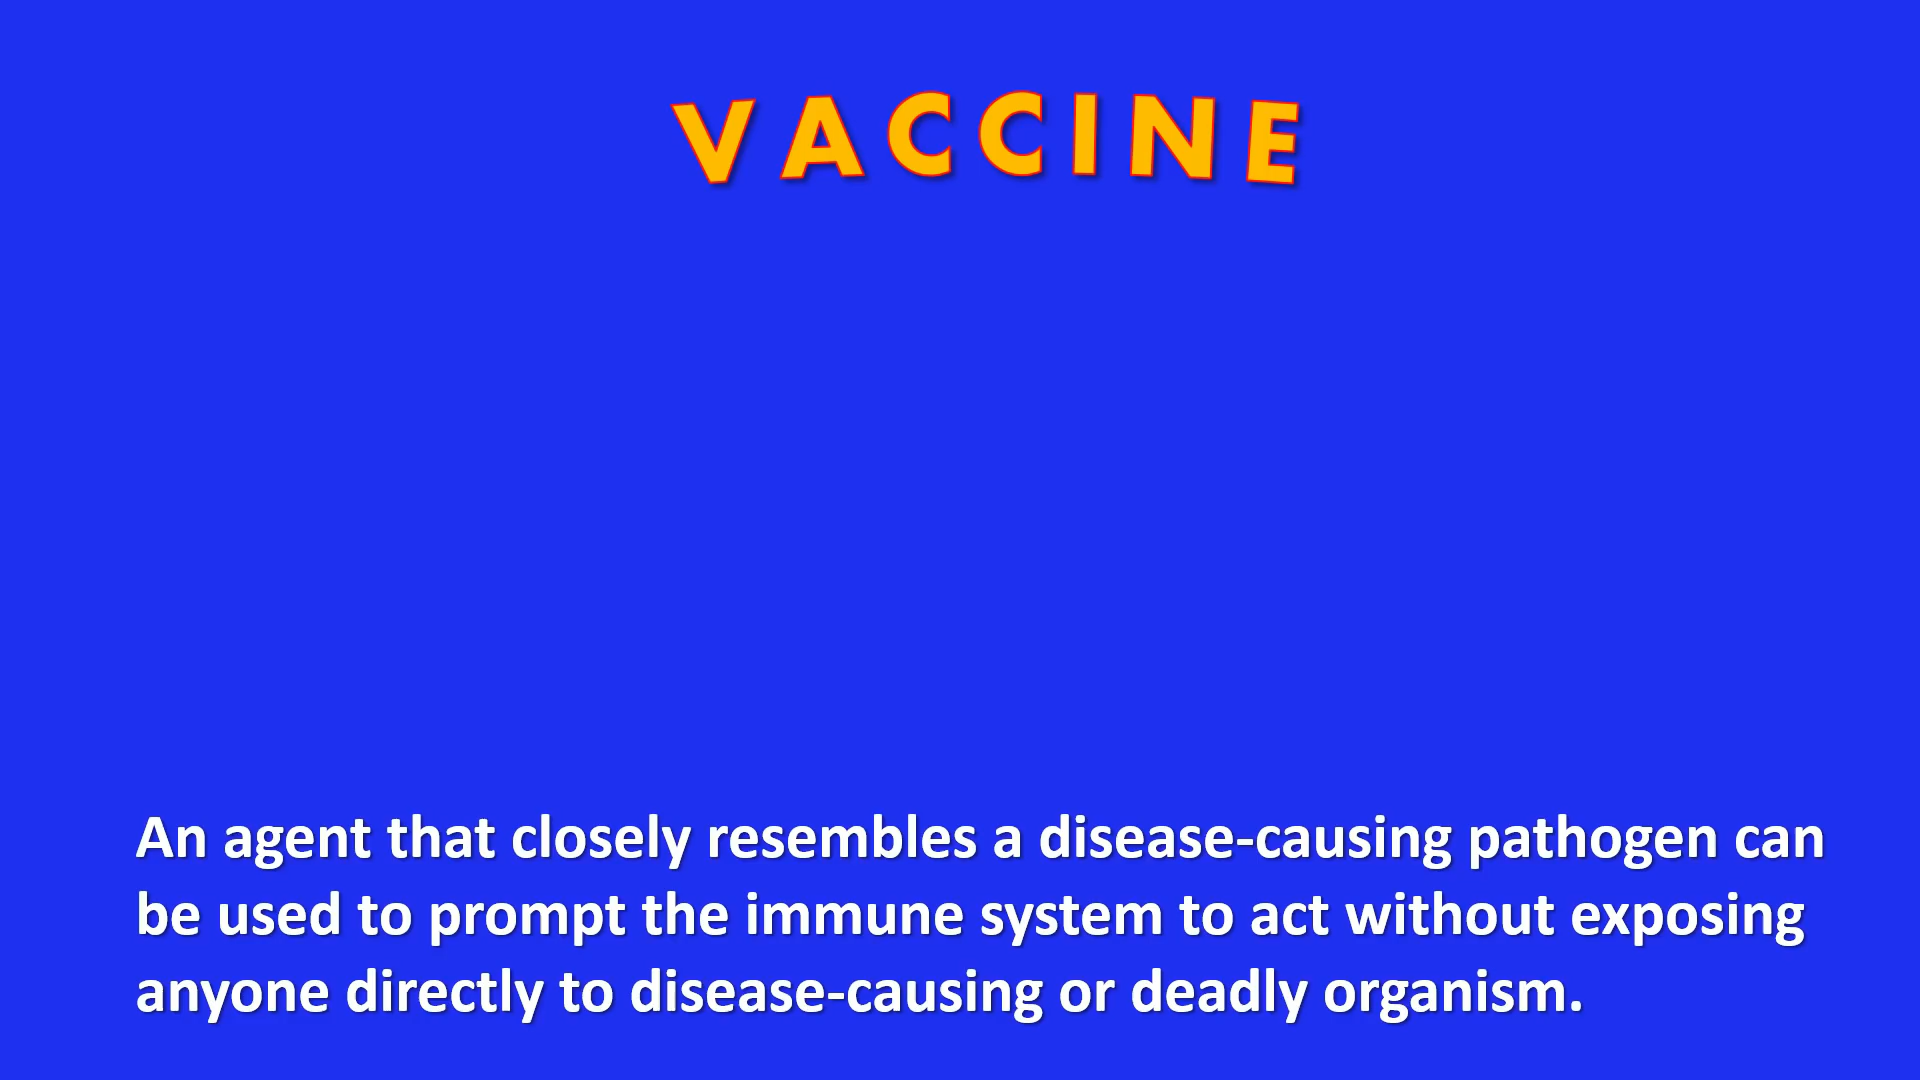 VACCINE
An agent that closely resembles a disease-causing pathogen can
be used to prompt the immune system to act without exposing
anyone directly to disease-causing or deadly organism.